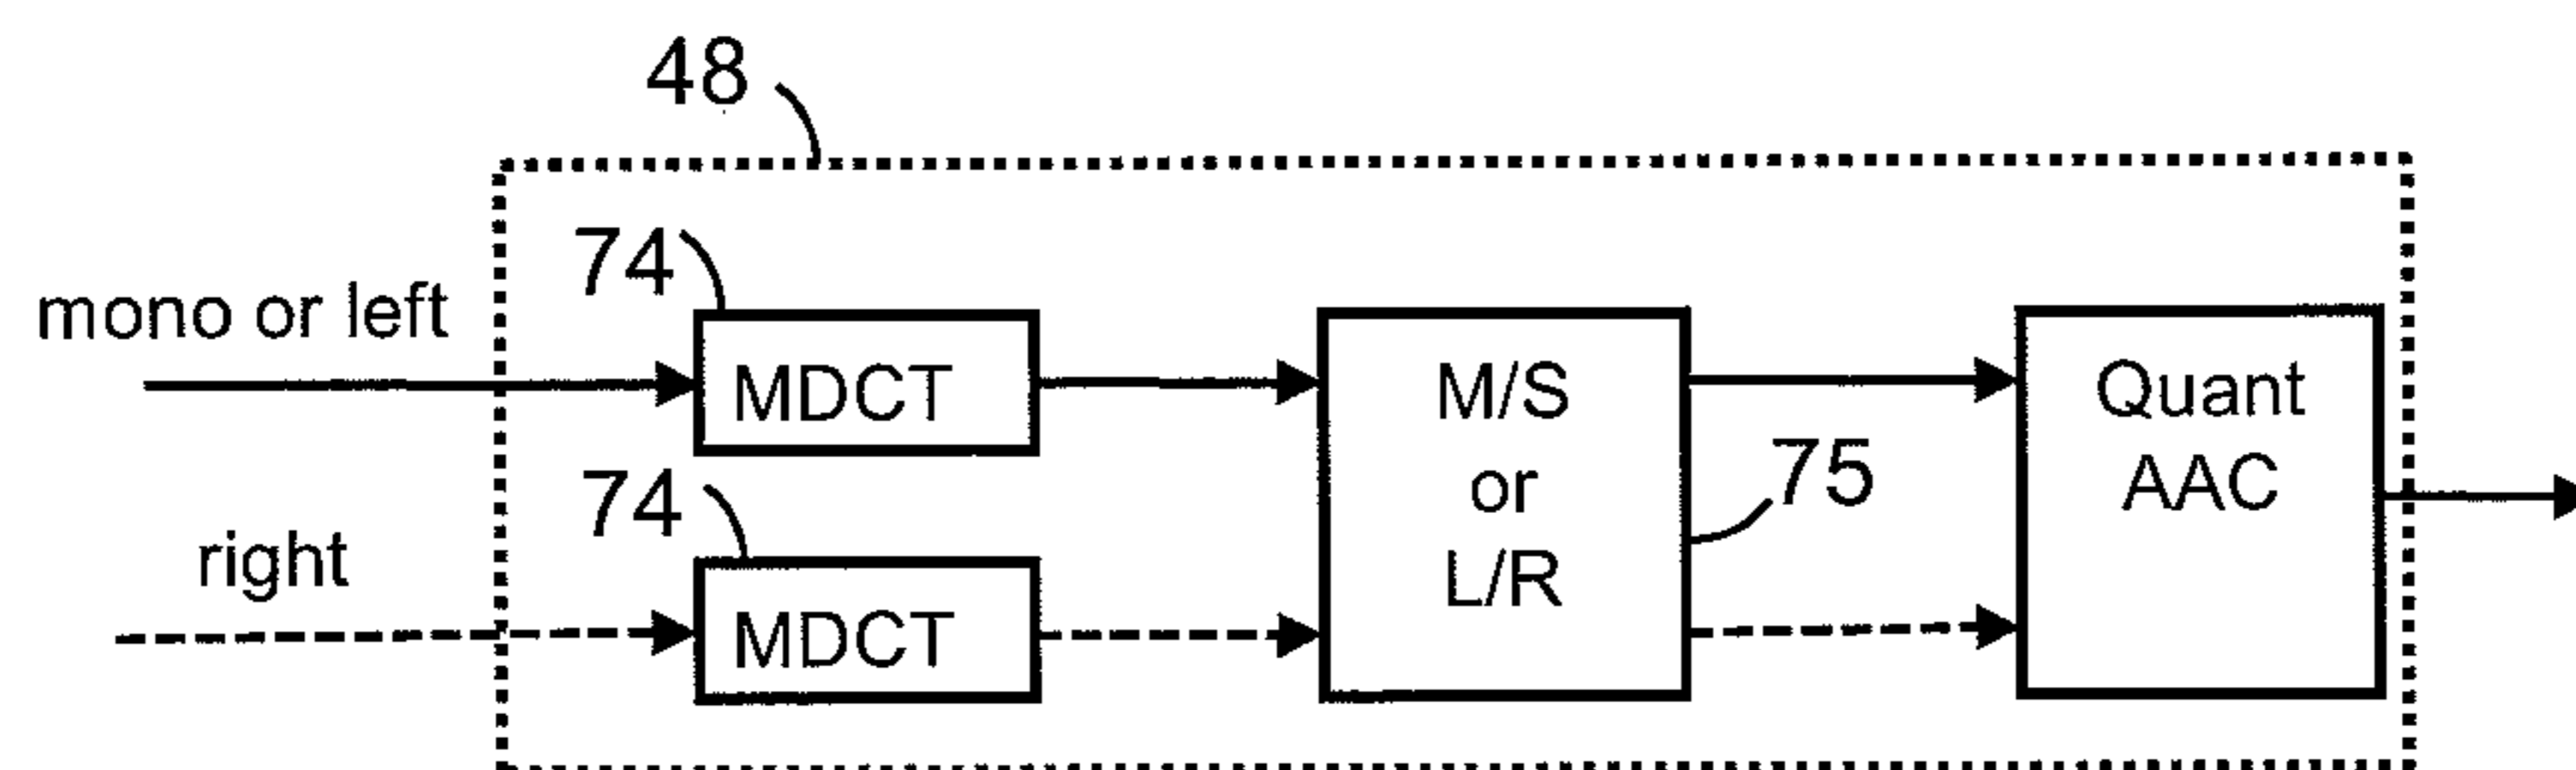 48
74
mono or left
MDCT
M/S
or
L/R
75
Quant
AAC
74
right
MDCT